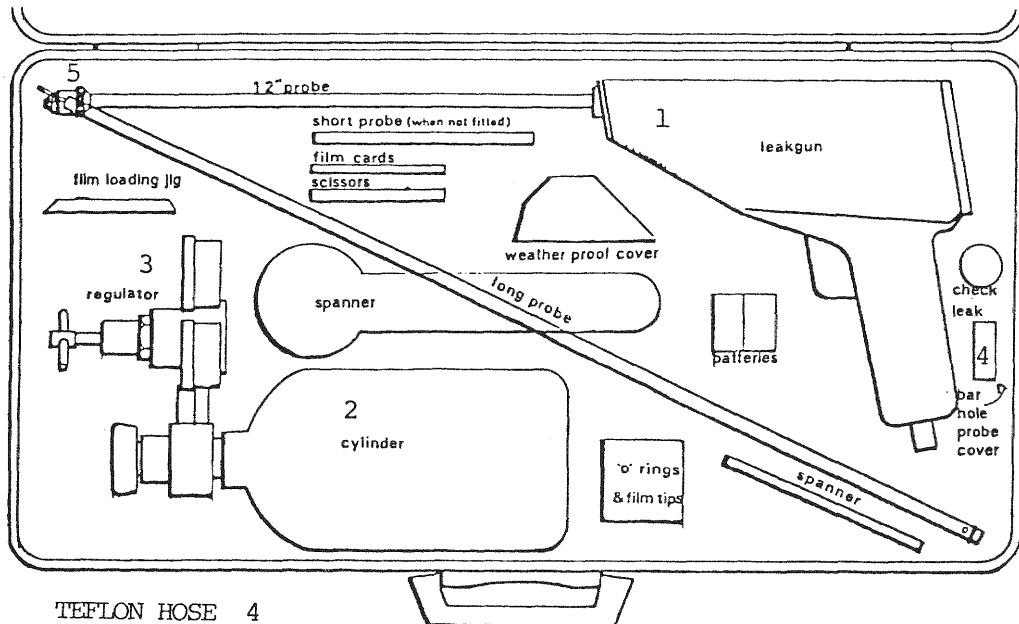 5
12" probe
short probe (when not fitted)
1
leakgun
film cards
scissors
film loading jig
weather proof cover
3
regulator
spanner
long probe
check
leak
batteries
4
bar
hole
probe
cover
2
cylinder
'o' rings
& film tips
spanner
TEFLON HOSE 4